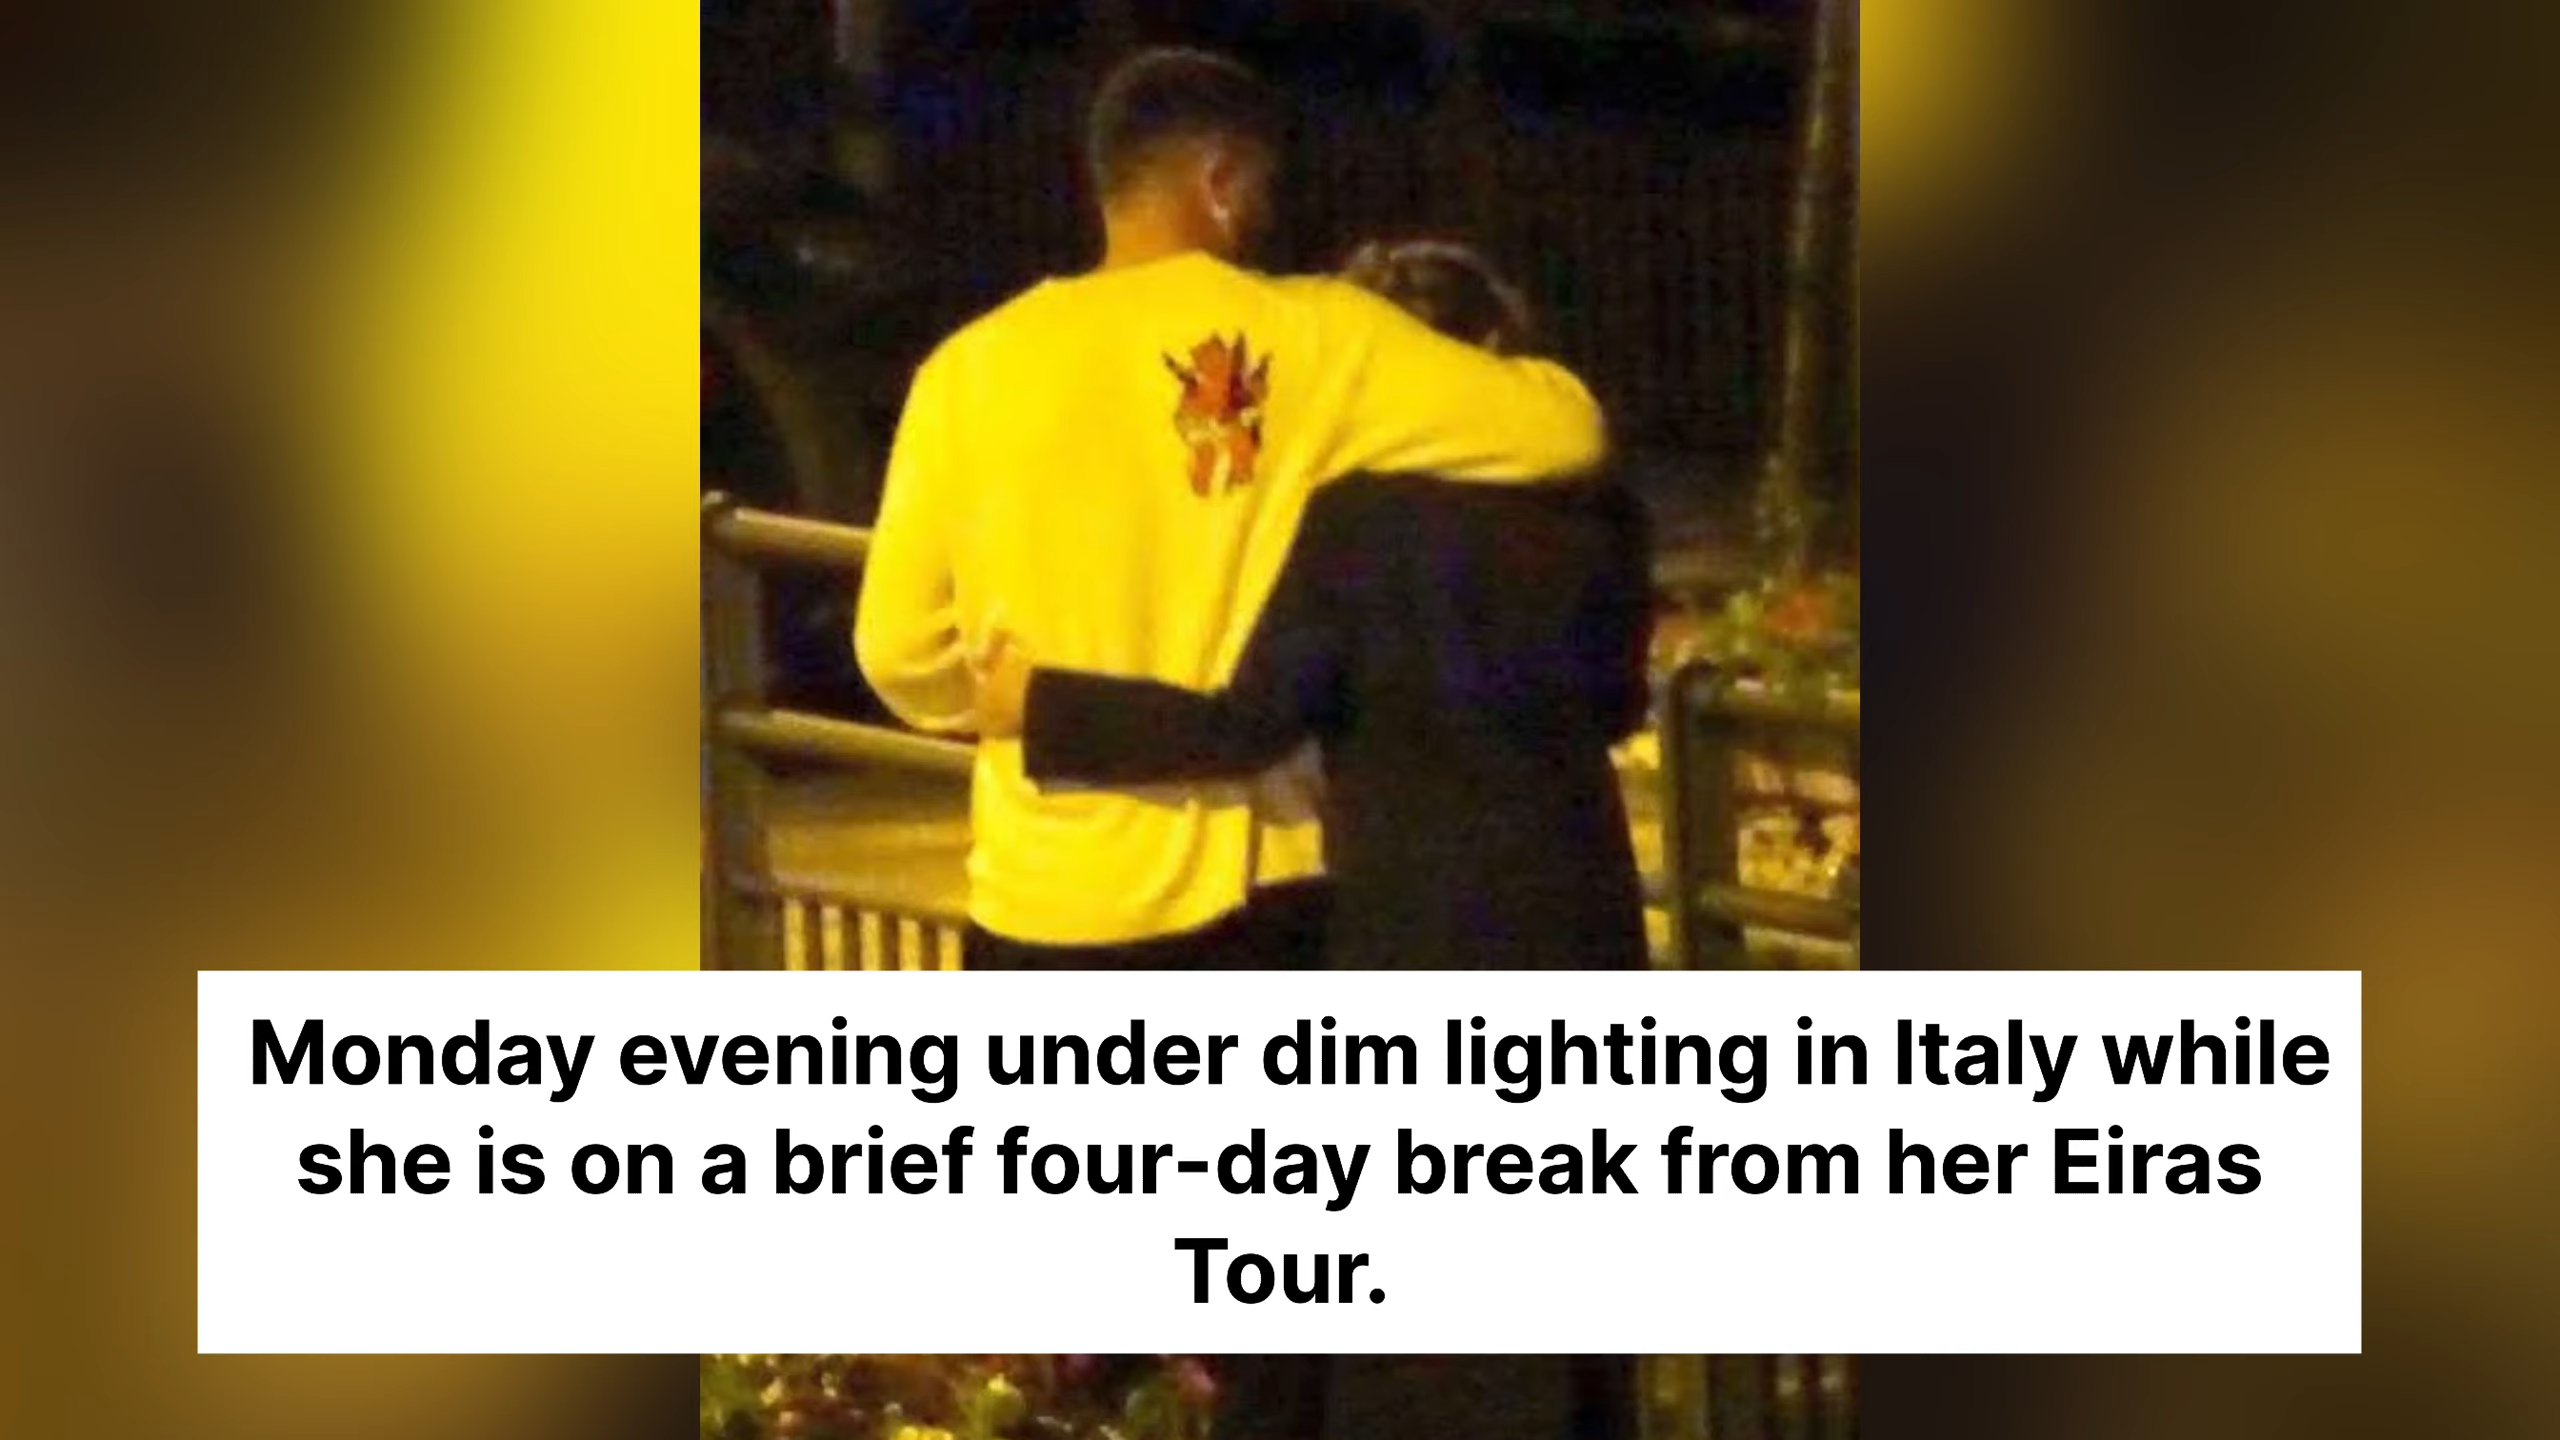 Monday evening under dim lighting in Italy while
she is on a brief four-day break from her Eiras
Tour.